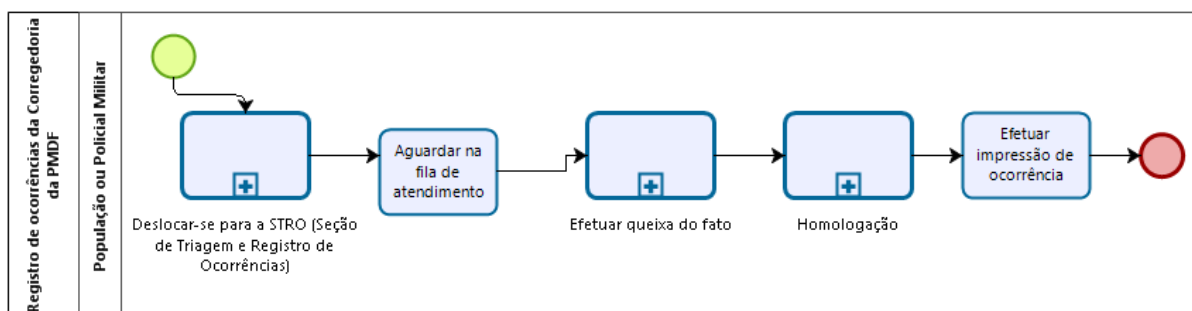 Registro de ocorrências da Corregedoria
da PMDF
População ou Policial Militar
Deslocar-se para a STRO (Seção
de Triagem e Registro de
Ocorrências)
Aguardar na
fila de
atendimento
Efetuar queixa do fato
Homologação
Efetuar
impressão de
ocorrência